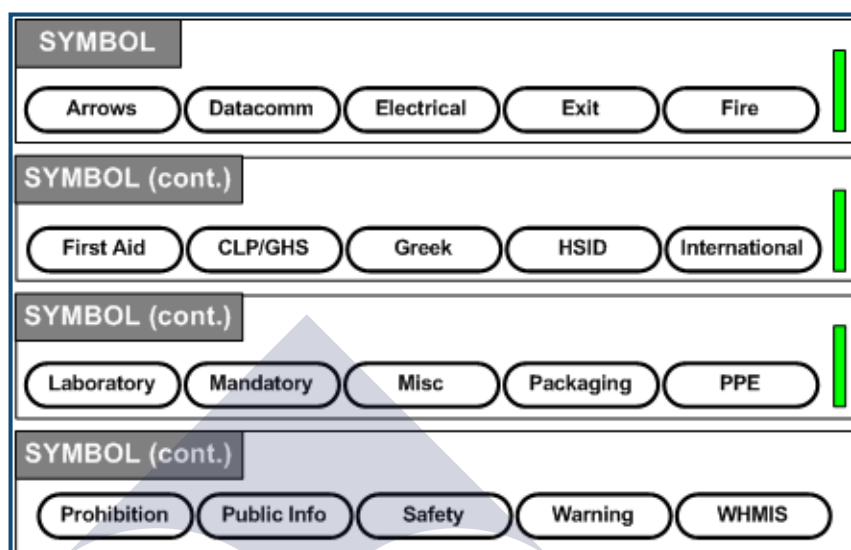 SYMBOL
Arrows Datacomm Electrical Exit Fire
SYMBOL (cont.)
First Aid CLP/GHS Greek HSID International
SYMBOL (cont.)
Laboratory Mandatory Misc Packaging PPE
SYMBOL (cont.)
Prohibition Public Info Safety Warning WHMIS